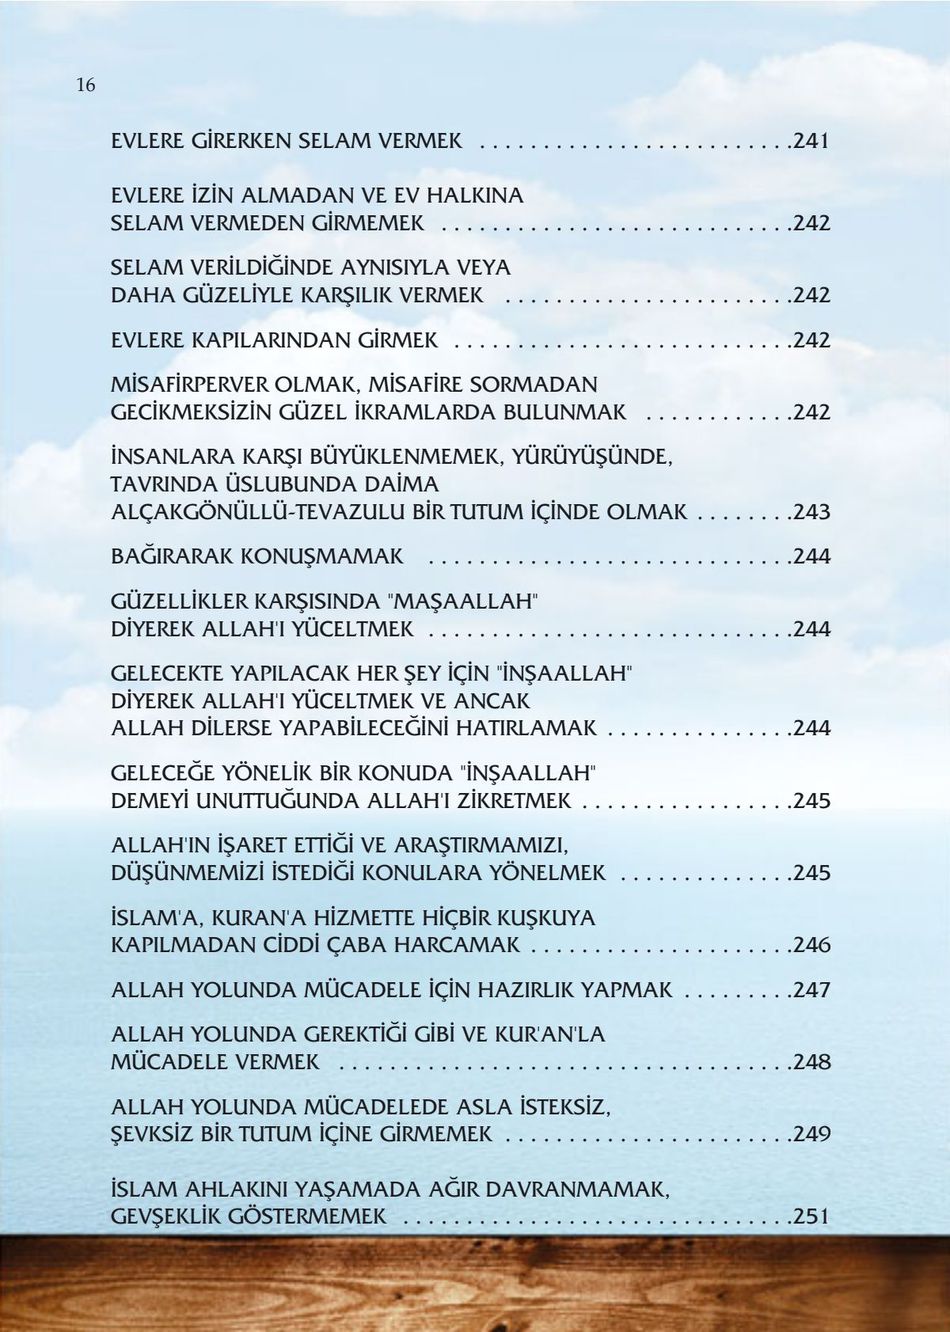 16
EVLERE GİRERKEN SELAM VERMEK . . . . . . . . . . . . . . . . . . . . . . . . .241
EVLERE İZİN ALMADAN VE EV HALKINA
SELAM VERMEDEN GİRMEMEK . . . . . . . . . . . . . . . . . . . . . . . . . . . .242
SELAM VERİLDİĞİNDE AYNISIYLA VEYA
DAHA GÜZELİYLE KARŞILIK VERMEK . . . . . . . . . . . . . . . . . . . . . . .242
EVLERE KAPILARINDAN GİRMEK . . . . . . . . . . . . . . . . . . . . . . . . . . .242
MİSAFİRPERVER OLMAK, MİSAFİRE SORMADAN
GECİKMEKSİZİN GÜZEL İKRAMLARDA BULUNMAK . . . . . . . . . . . .242
İNSANLARA KARŞI BÜYÜKLENMEMEK, YÜRÜYÜŞÜNDE,
TAVRINDA ÜSLUBUNDA DAİMA
ALÇAKGÖNÜLLÜ-TEVAZULU BİR TUTUM İÇİNDE OLMAK . . . . . . . .243
BAĞIRARAK KONUŞMAMAK . . . . . . . . . . . . . . . . . . . . . . . . . . . . .244
GÜZELLİKLER KARŞISINDA "MAŞAALLAH"
DİYEREK ALLAH'I YÜCELTMEK . . . . . . . . . . . . . . . . . . . . . . . . . . . . .244
GELECEKTE YAPILACAK HER ŞEY İÇİN "İNŞAALLAH"
DİYEREK ALLAH'I YÜCELTMEK VE ANCAK
ALLAH DİLERSE YAPABİLECEĞİNİ HATIRLAMAK . . . . . . . . . . . . . . .244
GELECEĞE YÖNELİK BİR KONUDA "İNŞAALLAH"
DEMEYİ UNUTTUĞUNDA ALLAH'I ZİKRETMEK . . . . . . . . . . . . . . . . .245
ALLAH'IN İŞARET ETTİĞİ VE ARAŞTIRMAMIZI,
DÜŞÜNMEMİZİ İSTEDİĞİ KONULARA YÖNELMEK . . . . . . . . . . . . . .245
İSLAM'A, KURAN'A HİZMETTE HİÇBİR KUŞKUYA
KAPILMADAN CİDDİ ÇABA HARCAMAK . . . . . . . . . . . . . . . . . . . . .246
ALLAH YOLUNDA MÜCADELE İÇİN HAZIRLIK YAPMAK . . . . . . . . .247
ALLAH YOLUNDA GEREKTİĞİ GİBİ VE KUR'AN'LA
MÜCADELE VERMEK . . . . . . . . . . . . . . . . . . . . . . . . . . . . . . . . . . . .248
ALLAH YOLUNDA MÜCADELEDE ASLA İSTEKSİZ,
ŞEVKSİZ BİR TUTUM İÇİNE GİRMEMEK . . . . . . . . . . . . . . . . . . . . . . .249
İSLAM AHLAKINI YAŞAMADA AĞIR DAVRANMAMAK,
GEVŞEKLİK GÖSTERMEMEK . . . . . . . . . . . . . . . . . . . . . . . . . . . . . . .251